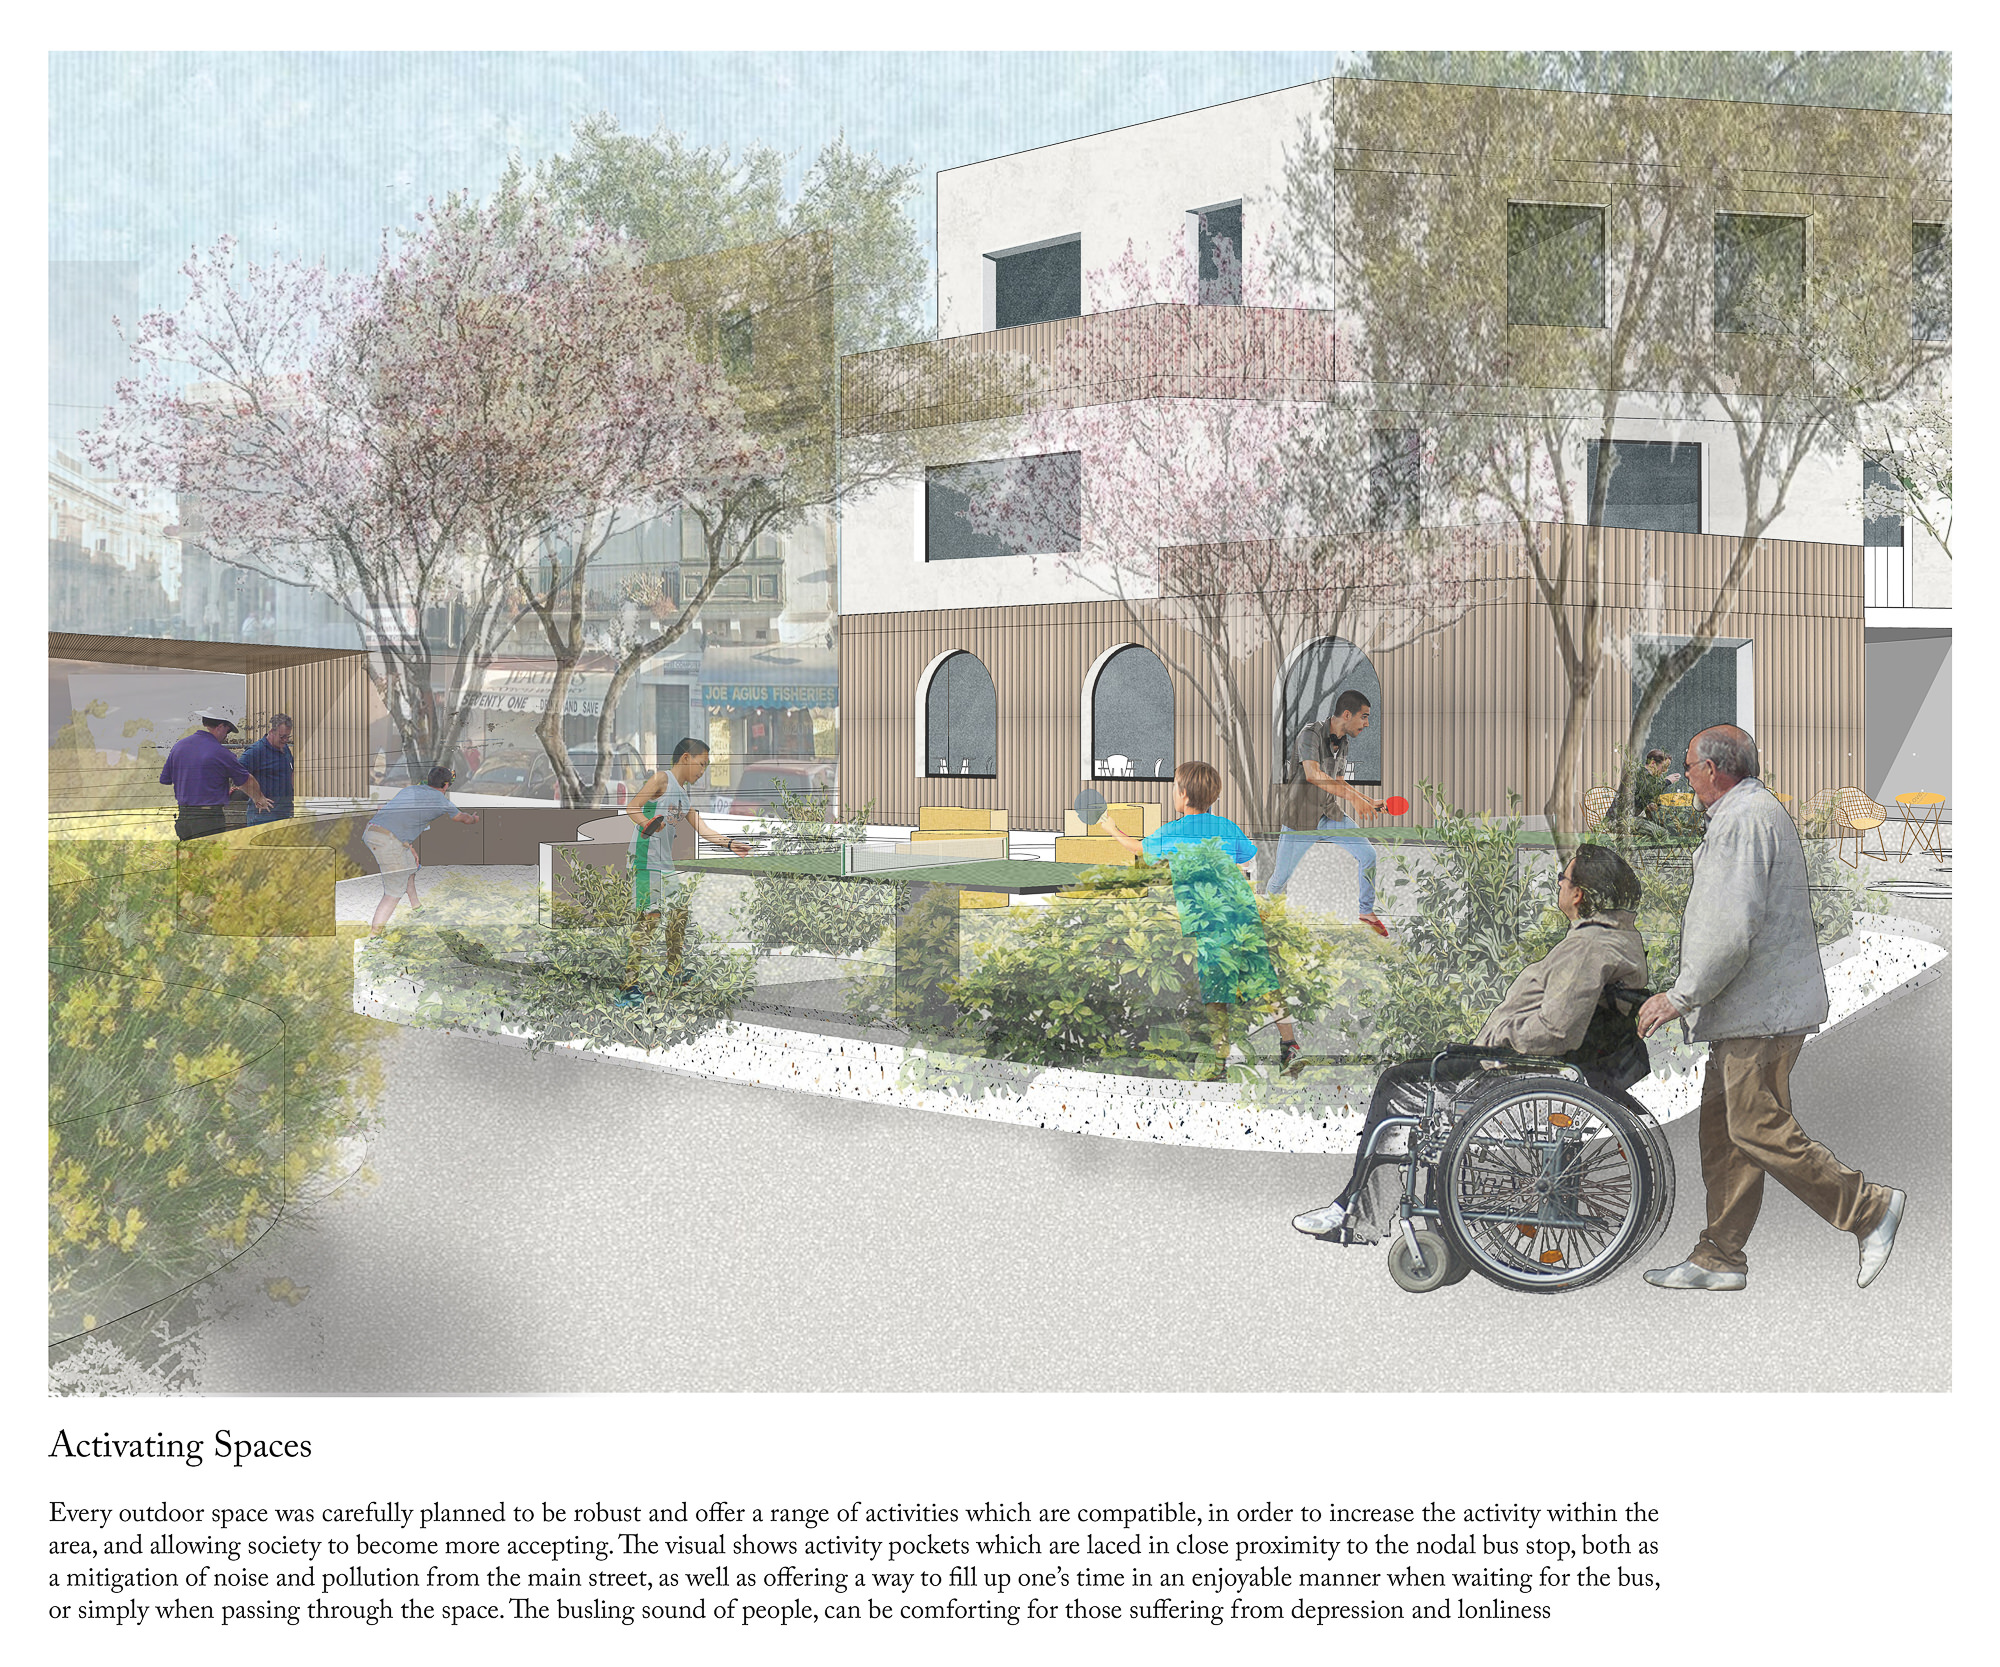 TEACHER'S
SEVENTY ONE
AND SAVE
JOE AGIUS FISHERIES
Activating Spaces
Every outdoor space was carefully planned to be robust and offer a range of activities which are compatible, in order to increase the activity within the
area, and allowing society to become more accepting. The visual shows activity pockets which are laced in close proximity to the nodal bus stop, both as
a mitigation of noise and pollution from the main street, as well as offering a way to fill up one's time in an enjoyable manner when waiting for the bus,
or simply when passing through the space. The busling sound of people, can be comforting for those suffering from depression and lonliness